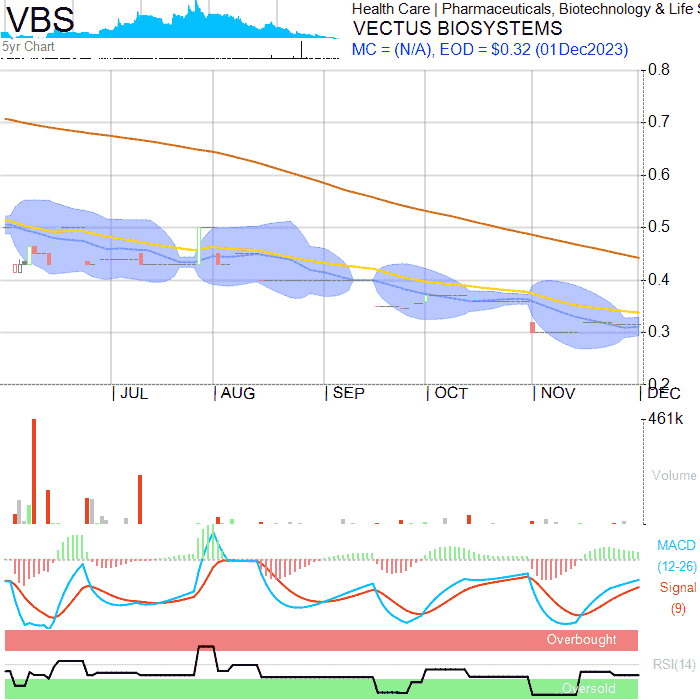 VBS
5yr Chart
Health Care | Pharmaceuticals, Biotechnology & Life S
VECTUS BIOSYSTEMS
MC = (N/A), EOD = $0.32 (01Dec2023)
0.8
0.7
0.6
0.5
0.4
0.3
0.2
JUL AUG SEP OCT NOV DEC
461k
Volume
MACD
(12-26)
Signal
(9)
Overbought
RSI(14)
Oversold